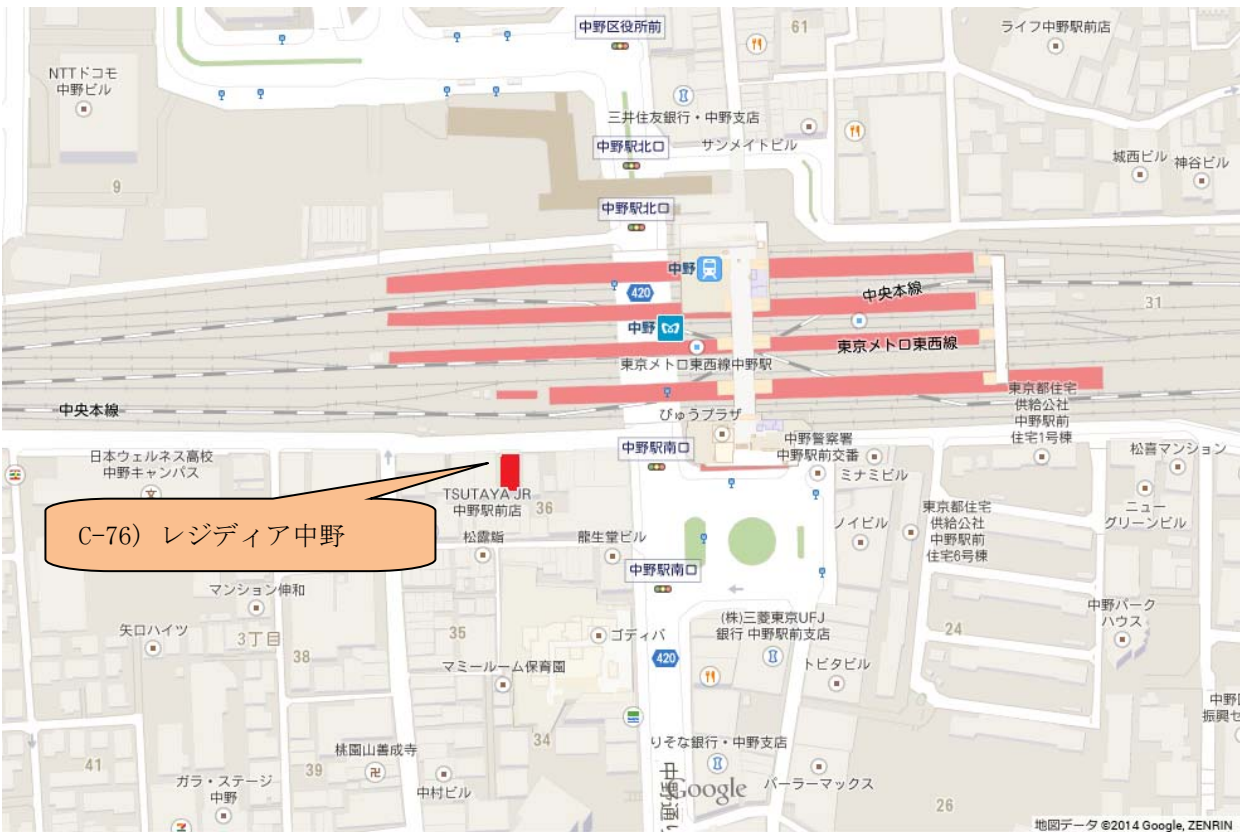 中野区役所前
61
ライフ中野駅前店
NTTドコモ
中野ビル
三井住友銀行・中野支店
中野駅北口
サンメイトビル
城西ビル
神谷ビル
9
中野駅北口
中野
420
中央本線
31
中野
東京メトロ東西線
東京メトロ東西線中野駅
中央本線
びゅうプラザ
東京都住宅
供給公社
中野駅前
住宅1号棟
中野駅南口
中野警察署
中野駅前交番
松喜マンション
日本ウェルネス高校
中野キャンパス
ミナミビル
TSUTAYA JR
中野駅前店
36
東京都住宅
供給公社
中野駅前
住宅6号棟
ニュー
グリーンビル
C-76) レジディア中野
松露鮨
龍生堂ビル
ノイビル
中野駅南口
マンション伸和
中野パーク
ハウス
矢口ハイツ
3丁目
38
35
ゴディバ
(株)三菱東京UFJ
銀行 中野駅前支店
24
マミールーム保育園
420
トビタビル
中野区
振興セ
34
りそな銀行・中野支店
桃園山善成寺
41
39
ガラ・ステージ
中野
中村ビル
中野通り
Google
パーラーマックス
26
地図データ ©2014 Google, ZENRIN